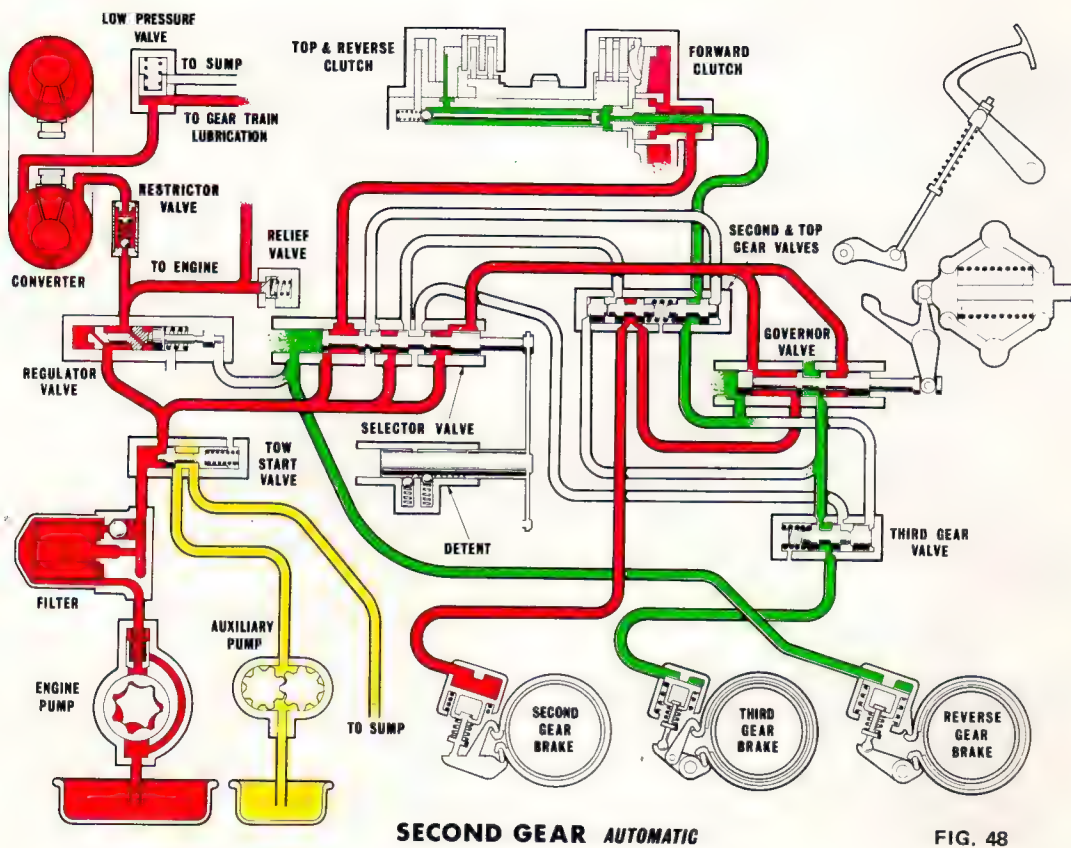 LOW PRESSURE
VALVE
TO SUMP
TO GEAR TRAIN
LUBRICATION
TOP & REVERSE
CLUTCH
FORWARD
CLUTCH
RESTRICTOR
VALVE
CONVERTER
TO ENGINE
RELIEF
VALVE
SECOND & TOP
GEAR VALVES
REGULATOR
VALVE
GOVERNOR
VALVE
SELECTOR VALVE
TOW
START
VALVE
DETENT
THIRD GEAR
VALVE
FILTER
AUXILIARY
PUMP
ENGINE
PUMP
TO SUMP
SECOND
GEAR
BRAKE
THIRD
GEAR
BRAKE
REVERSE
GEAR
BRAKE
SECOND GEAR AUTOMATIC
FIG. 48